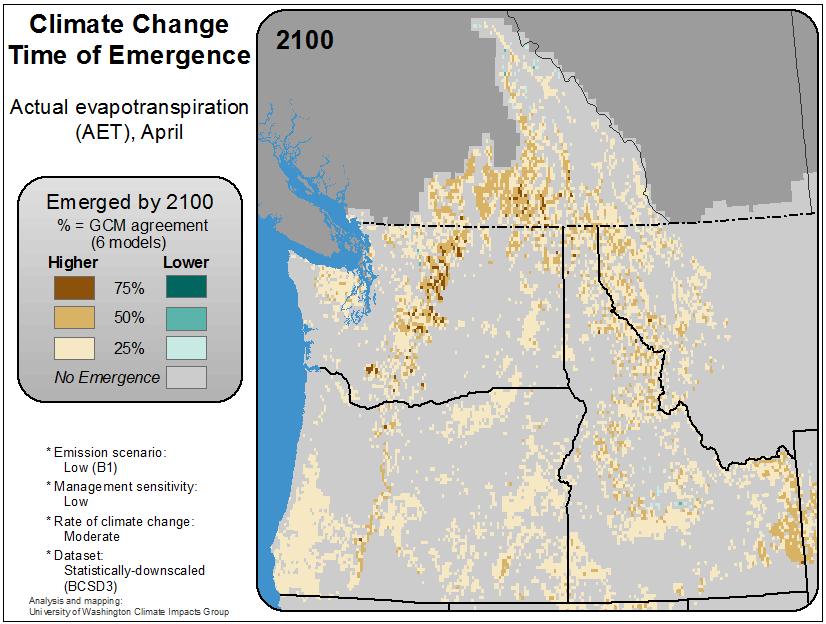 Climate Change
Time of Emergence
Actual evapotranspiration
(AET), April
2100
Emerged by 2100
% = GCM agreement
(6 models)
Higher Lower
75%
50%
25%
No Emergence
* Emission scenario:
Low (B1)
* Management sensitivity:
Low
* Rate of climate change:
Moderate
* Dataset:
Statistically-downscaled
(BCSD3)
Analysis and mapping:
University of Washington Climate Impacts Group